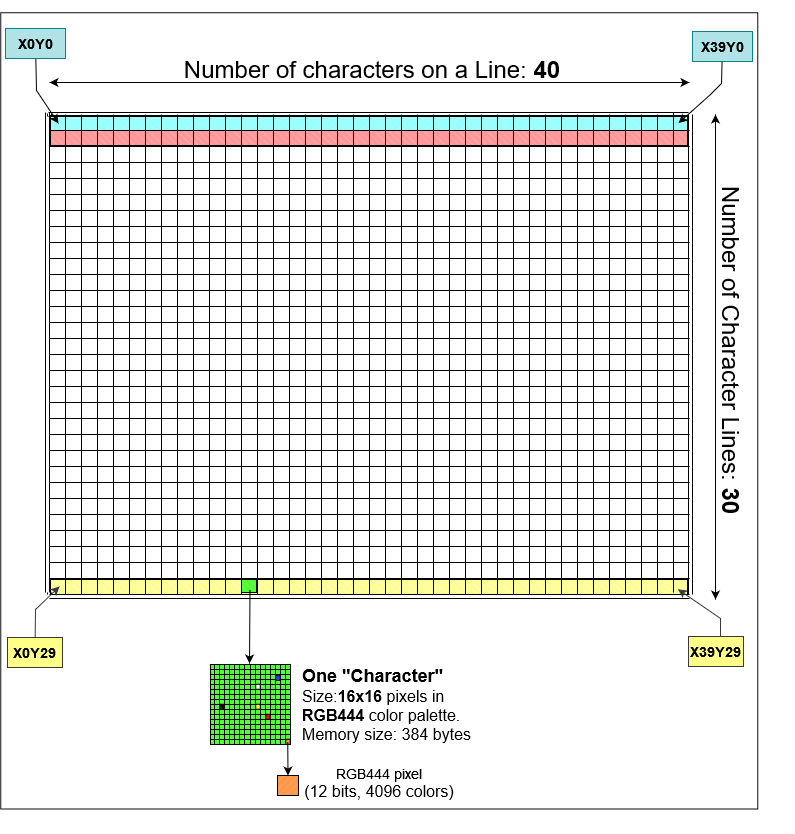 X0Y0
X39Y0
Number of characters on a Line: 40
Number of Character Lines: 30
X0Y29
X39Y29
One "Character"
Size:16x16 pixels in
RGB444 color palette.
Memory size: 384 bytes
RGB444 pixel
(12 bits, 4096 colors)